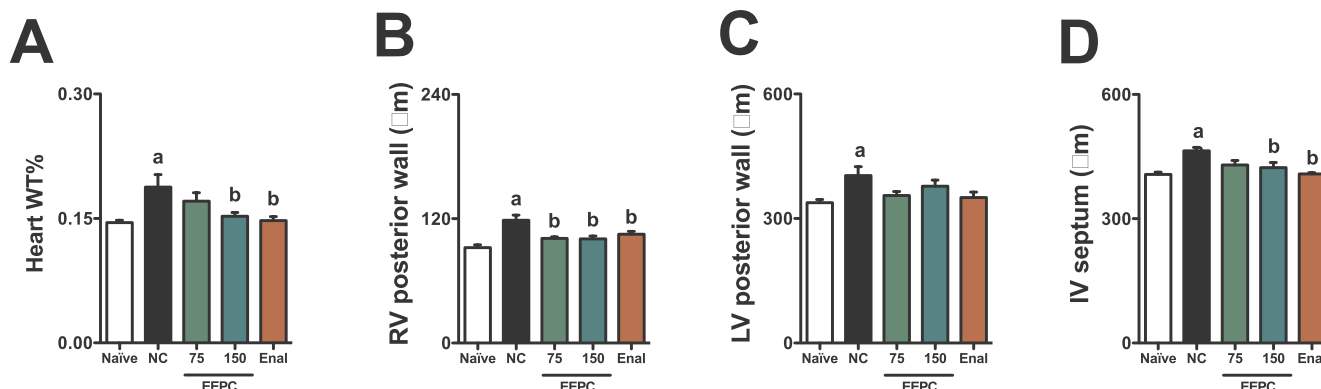 A
Heart WT%
0.30
0.15
0.00
a
b
b
Naïve NC 75 150 Enal
EEPC
B
RV posterior wall (□m)
240
120
0
a
b
b
b
Naïve NC 75 150 Enal
EEPC
C
LV posterior wall (□m)
600
300
0
a
Naïve NC 75 150 Enal
EEPC
D
IV septum (□m)
600
300
0
a
b
b
Naïve NC 75 150 Enal
EEPC